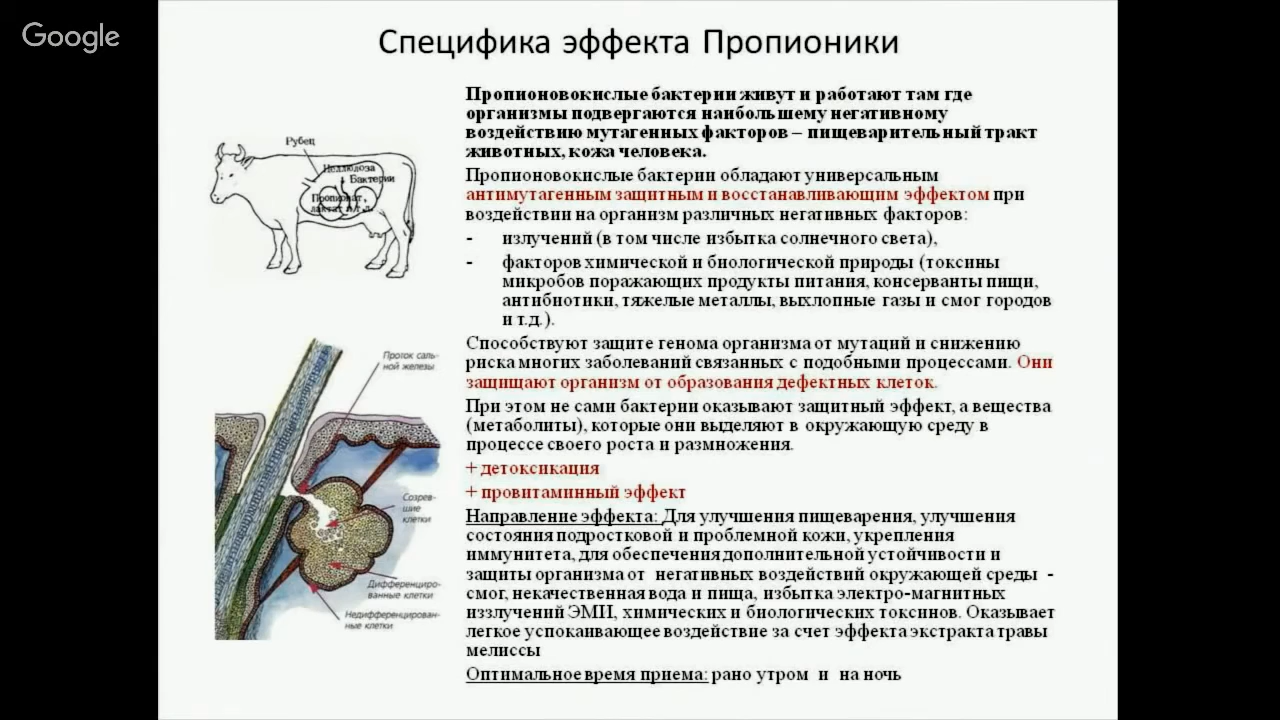 Google
Специфика эффекта Пропионики
Пропионовокислые бактерии живут и работают там где
организмы подвергаются наибольшему негативному
воздействию мутагенных факторов – пищеварительный тракт
животных, кожа человека.
Пропионовокислые бактерии обладают универсальным
антимутагенным защитным и восстанавливающим эффектом при
воздействии на организм различных негативных факторов:
- излучений (в том числе избытка солнечного света),
- факторов химической и биологической природы (токсины
микробов поражающих продукты питания, консерванты пищи,
антибиотики, тяжелые металлы, выхлопные газы и смог городов
и т.д.).
Способствуют защите генома организма от мутаций и снижению
риска многих заболеваний связанных с подобными процессами. Они
защищают организм от образования дефектных клеток.
При этом не сами бактерии оказывают защитный эффект, а вещества
(метаболиты), которые они выделяют в окружающую среду в
процессе своего роста и размножения.
+ детоксикация
+ провитаминный эффект
Направление эффекта: Для улучшения пищеварения, улучшения
состояния подростковой и проблемной кожи, укрепления
иммунитета, для обеспечения дополнительной устойчивости и
защиты организма от негативных воздействий окружающей среды -
смог, некачественная вода и пища, избытка электро-магнитных
иззлучений ЭМИ, химических и биологических токсинов. Оказывает
легкое успокаивающее воздействие за счет эффекта экстракта травы
мелиссы
Оптимальное время приема: рано утром и на ночь
Рубец
Целлюлоза
Бактерии
Пропионат,
лактат и т.д.
Проток саль-
ной железы
Созрев-
шие
клетки
Дифференциро-
ванные клетки
Недифференцирован-
ные клетки